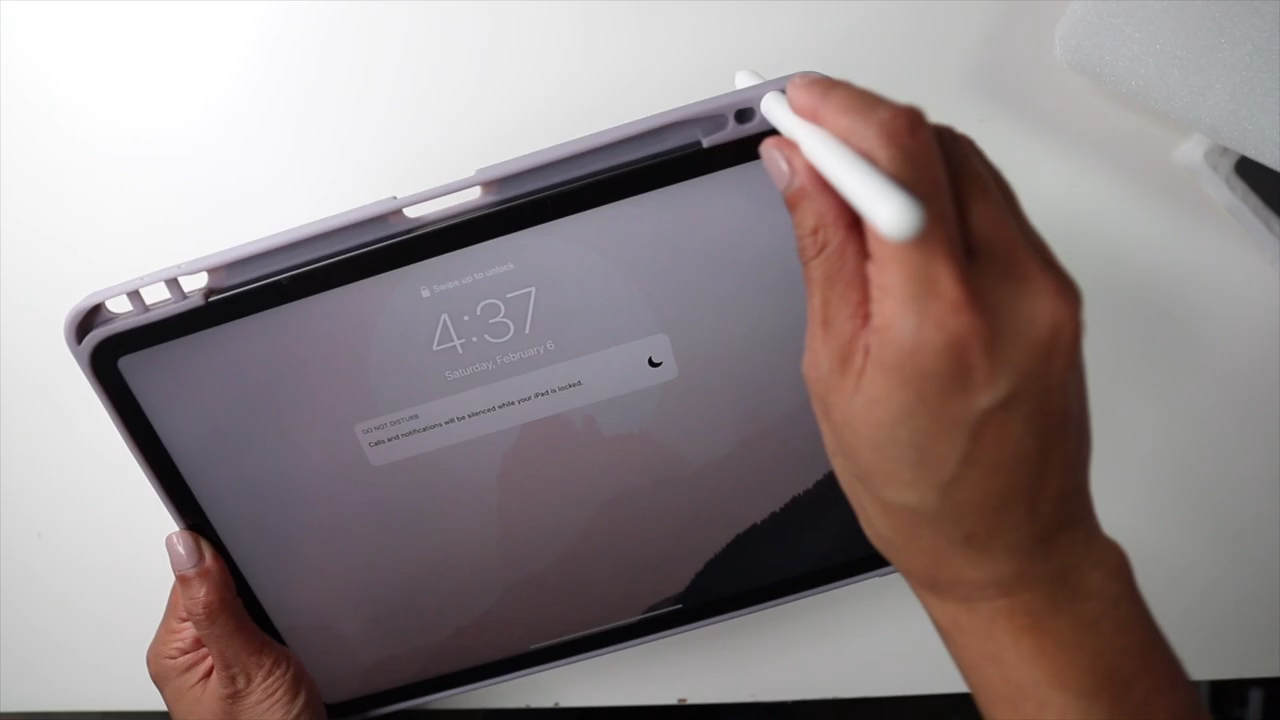 Swipe up to unlock
4:37
Saturday, February 6
DO NOT DISTURB
Calls and notifications will be silenced while your iPad is locked.